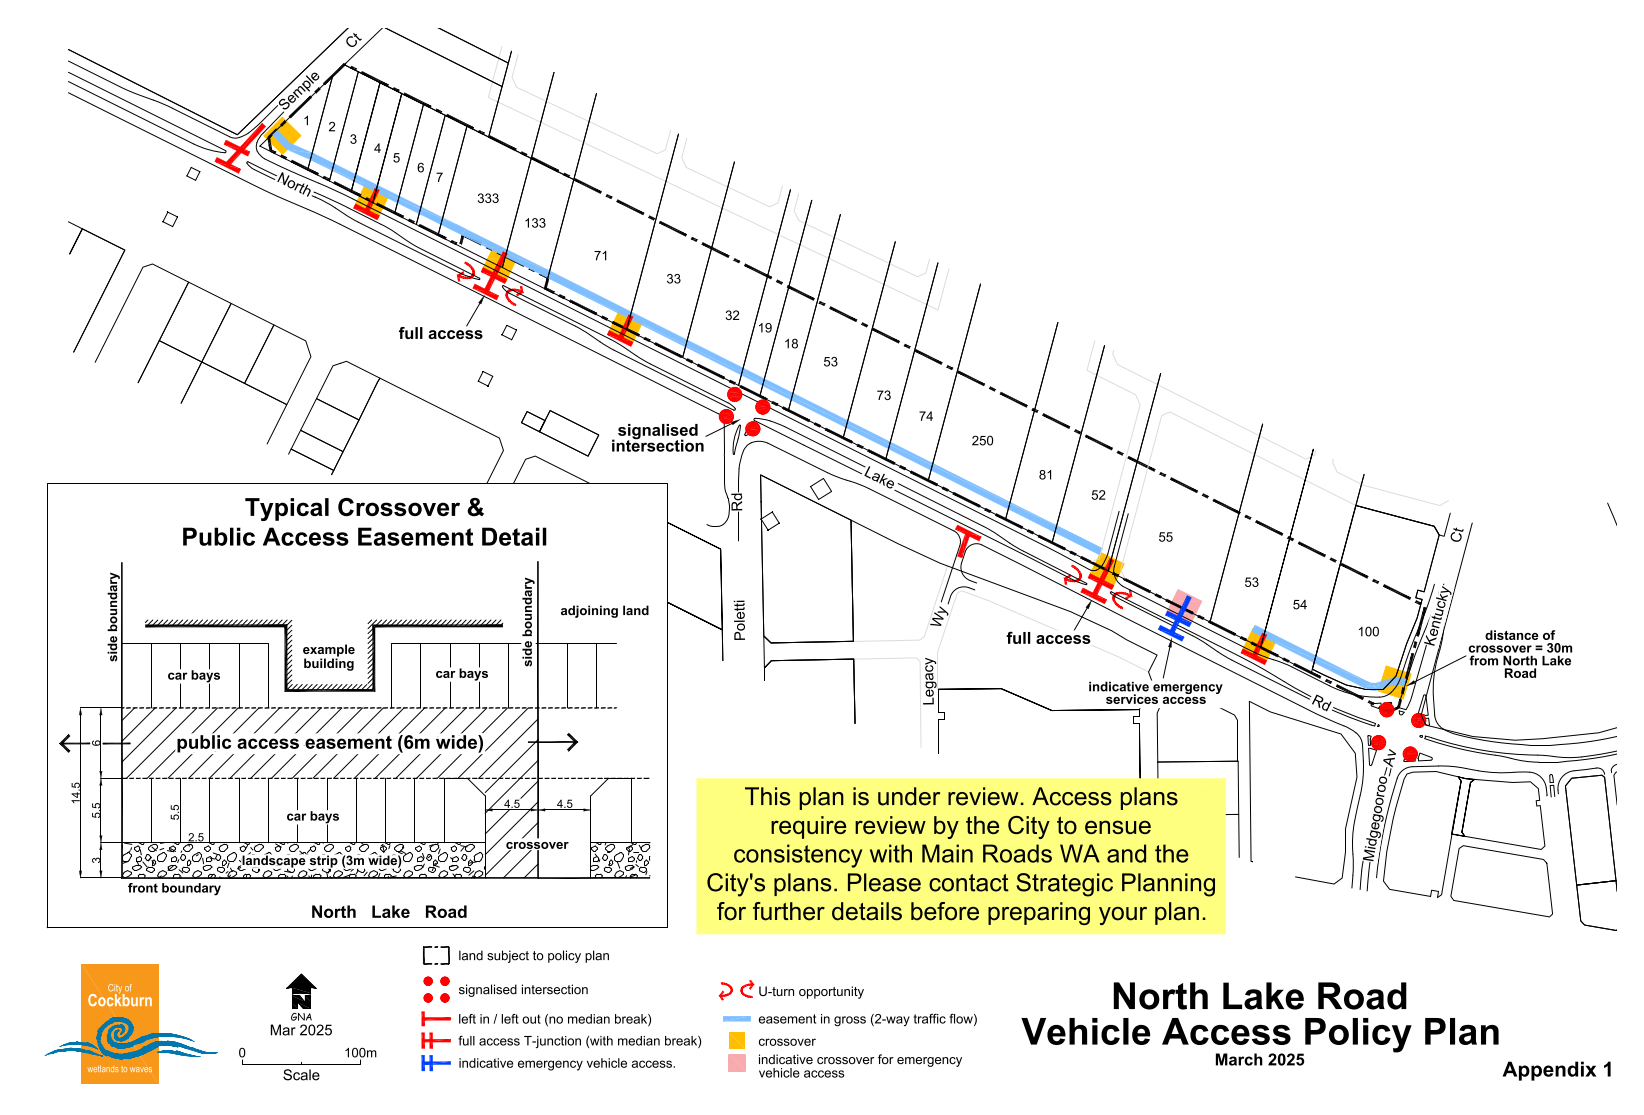 Semple
Ct
1
2
3
4
5
6
7
333
133
71
33
32
19
18
53
73
74
250
81
52
55
53
54
100
North
full access
signalised
intersection
Lake
Rd
Poletti
Wy
Legacy
full access
indicative emergency
services access
Rd
Ct
Kentucky
distance of
crossover = 30m
from North Lake
Road
Midgegooroo Av
Typical Crossover &
Public Access Easement Detail
side boundary
side boundary
adjoining land
example
building
car bays
car bays
public access easement (6m wide)
6
14.5
5.5
5.5
2.5
3
car bays
4.5
4.5
crossover
landscape strip (3m wide)
front boundary
North Lake Road
This plan is under review. Access plans
require review by the City to ensue
consistency with Main Roads WA and the
City's plans. Please contact Strategic Planning
for further details before preparing your plan.
City of
Cockburn
wetlands to waves
N
GNA
Mar 2025
0 100m
Scale
land subject to policy plan
signalised intersection
left in / left out (no median break)
full access T-junction (with median break)
indicative emergency vehicle access.
U-turn opportunity
easement in gross (2-way traffic flow)
crossover
indicative crossover for emergency
vehicle access
North Lake Road
Vehicle Access Policy Plan
March 2025
Appendix 1